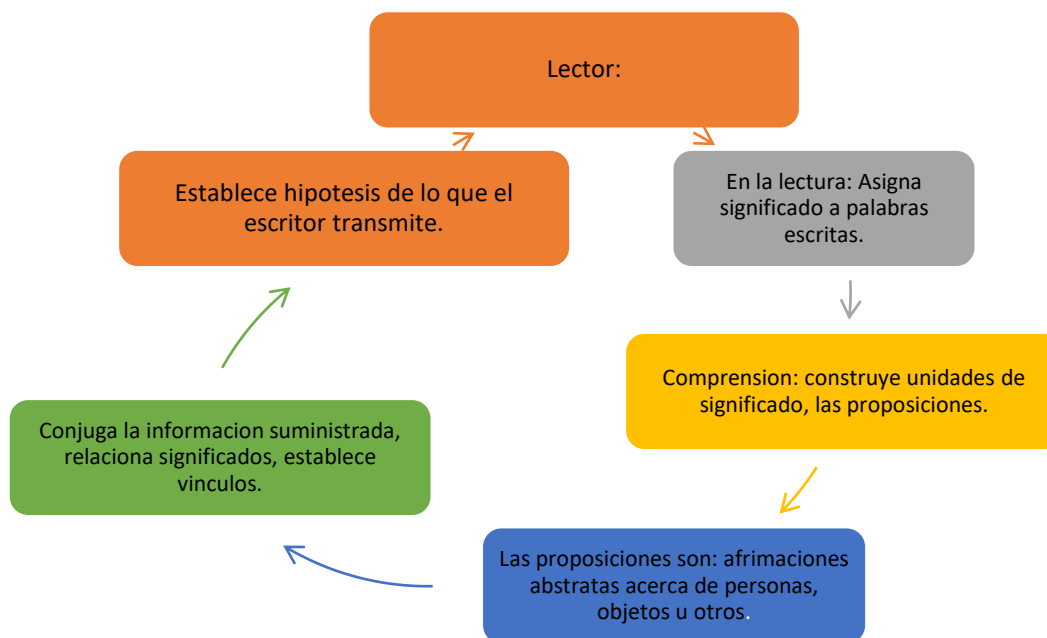 Lector:
En la lectura: Asigna
significado a palabras
escritas.
Comprension: construye unidades de
significado, las proposiciones.
Las proposiciones son: afrimaciones
abstratas acerca de personas,
objetos u otros.
Conjuga la informacion suministrada,
relaciona significados, establece
vinculos.
Establece hipotesis de lo que el
escritor transmite.